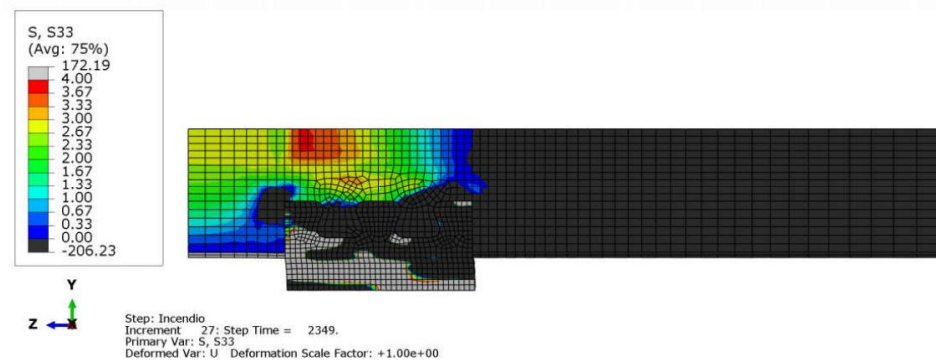 S, S33
(Avg: 75%)
172.19
4.00
3.67
3.33
3.00
2.67
2.33
2.00
1.67
1.33
1.00
0.67
0.33
0.00
-206.23
Y
Z X
Step: Incendio
Increment 27: Step Time = 2349.
Primary Var: S, S33
Deformed Var: U Deformation Scale Factor: +1.00e+00